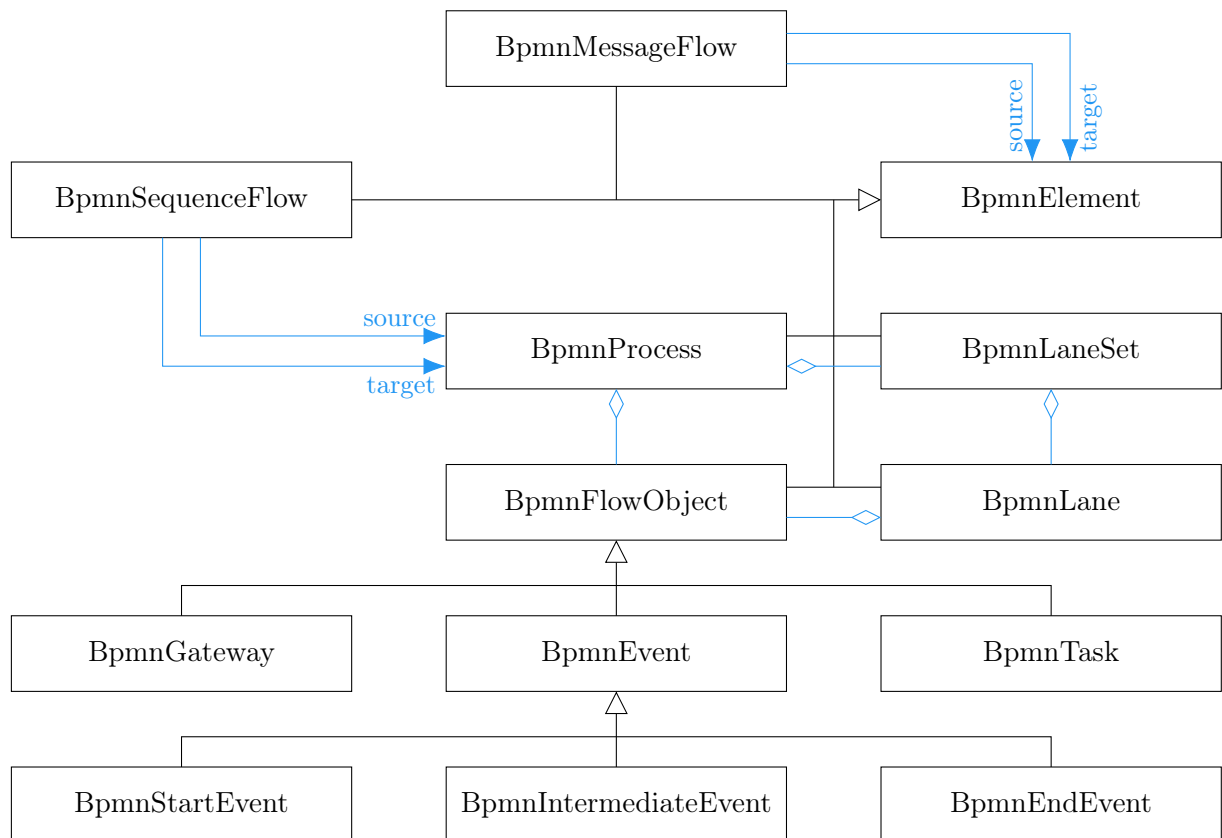 BpmnMessageFlow
source
target
BpmnSequenceFlow
BpmnElement
source
BpmnProcess
BpmnLaneSet
target
BpmnFlowObject
BpmnLane
BpmnGateway
BpmnEvent
BpmnTask
BpmnStartEvent
BpmnIntermediateEvent
BpmnEndEvent